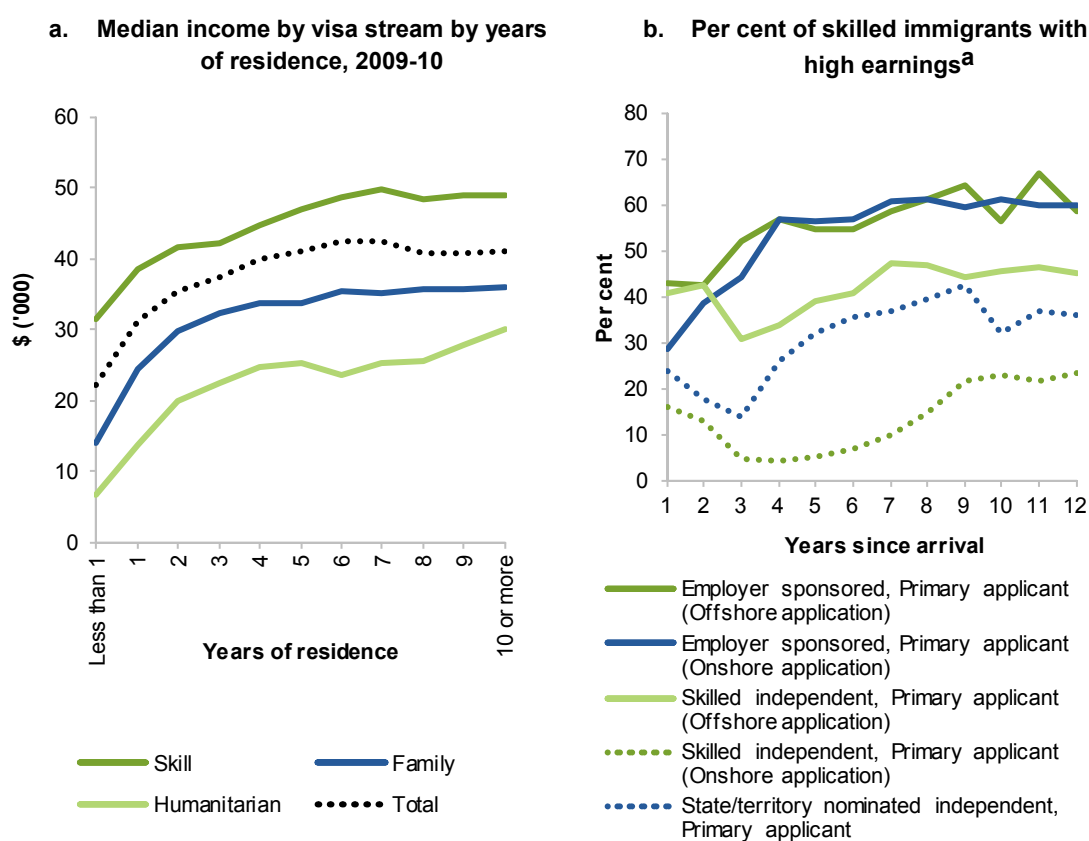 a. Median income by visa stream by years
of residence, 2009-10
60
50
40
30
20
10
0
$ ('000)
Less than 1
1
2
3
4
5
6
7
8
9
10 or more
Years of residence
Skill
Family
Humanitarian
Total
b. Per cent of skilled immigrants with
high earningsa
80
70
60
50
40
30
20
10
0
Per cent
1 2 3 4 5 6 7 8 9 10 11 12
Years since arrival
Employer sponsored, Primary applicant
(Offshore application)
Employer sponsored, Primary applicant
(Onshore application)
Skilled independent, Primary applicant
(Offshore application)
Skilled independent, Primary applicant
(Onshore application)
State/territory nominated independent,
Primary applicant